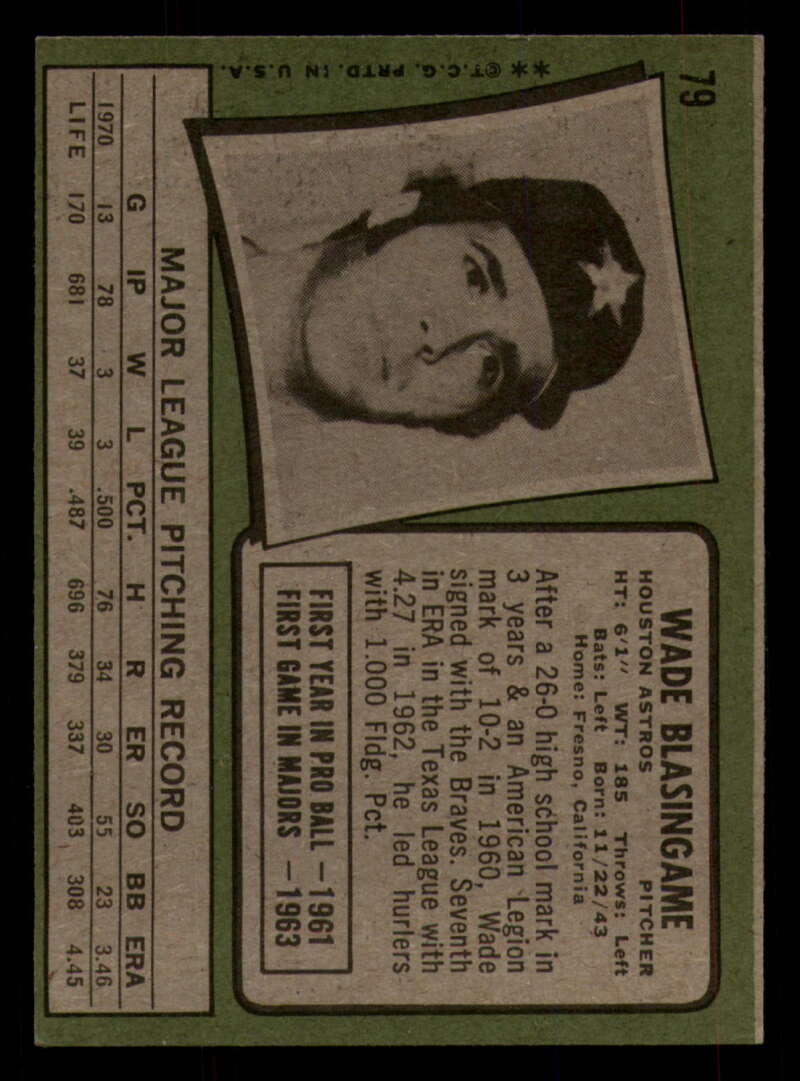 79
**©T.C.G. PRTD. IN U.S.A.
WADE BLASINGAME
HOUSTON ASTROS PITCHER
HT: 6'1" WT: 185 Throws: Left
Bats: Left Born: 11/22/43
Home: Fresno, California
After a 26-0 high school mark in
3 years & an American Legion
mark of 10-2 in 1960, Wade
signed with the Braves. Seventh
in ERA in the Texas League with
4.27 in 1962, he led hurlers
with 1.000 Fldg. Pct.
FIRST YEAR IN PRO BALL – 1961
FIRST GAME IN MAJORS – 1963
MAJOR LEAGUE PITCHING RECORD
G IP W L PCT. H R ER SO BB ERA
1970 13 78 3 3 .500 76 34 30 55 23 3.46
LIFE 170 681 37 39 .487 696 379 337 403 308 4.45